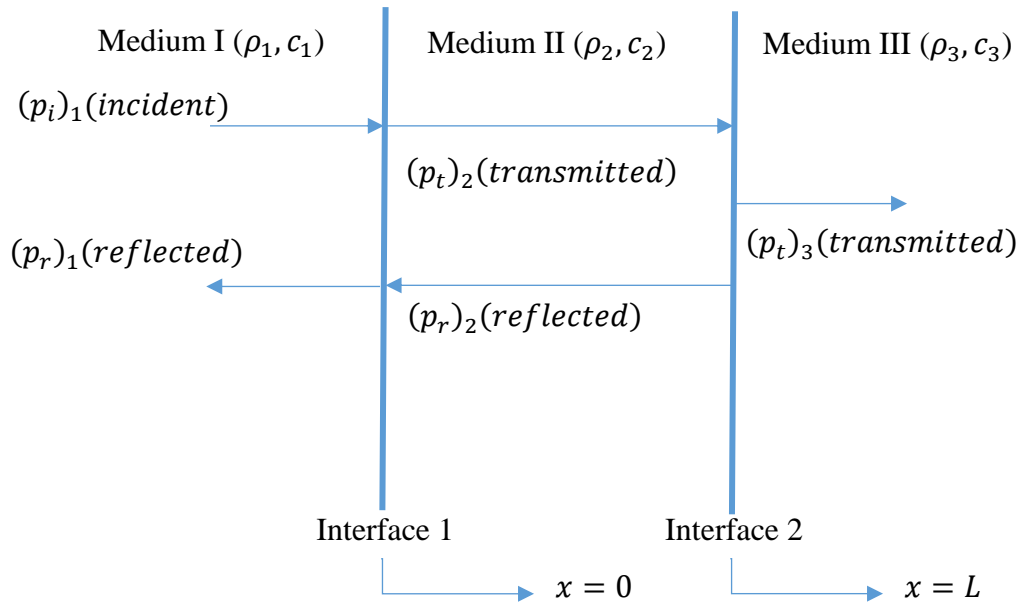 Medium I (ρ₁, c₁) Medium II (ρ₂, c₂) Medium III (ρ₃, c₃)
(pᵢ)₁(incident)
(pₜ)₂(transmitted)
(pᵣ)₁(reflected) (pₜ)₃(transmitted)
(pᵣ)₂(reflected)
Interface 1 Interface 2
x = 0 x = L